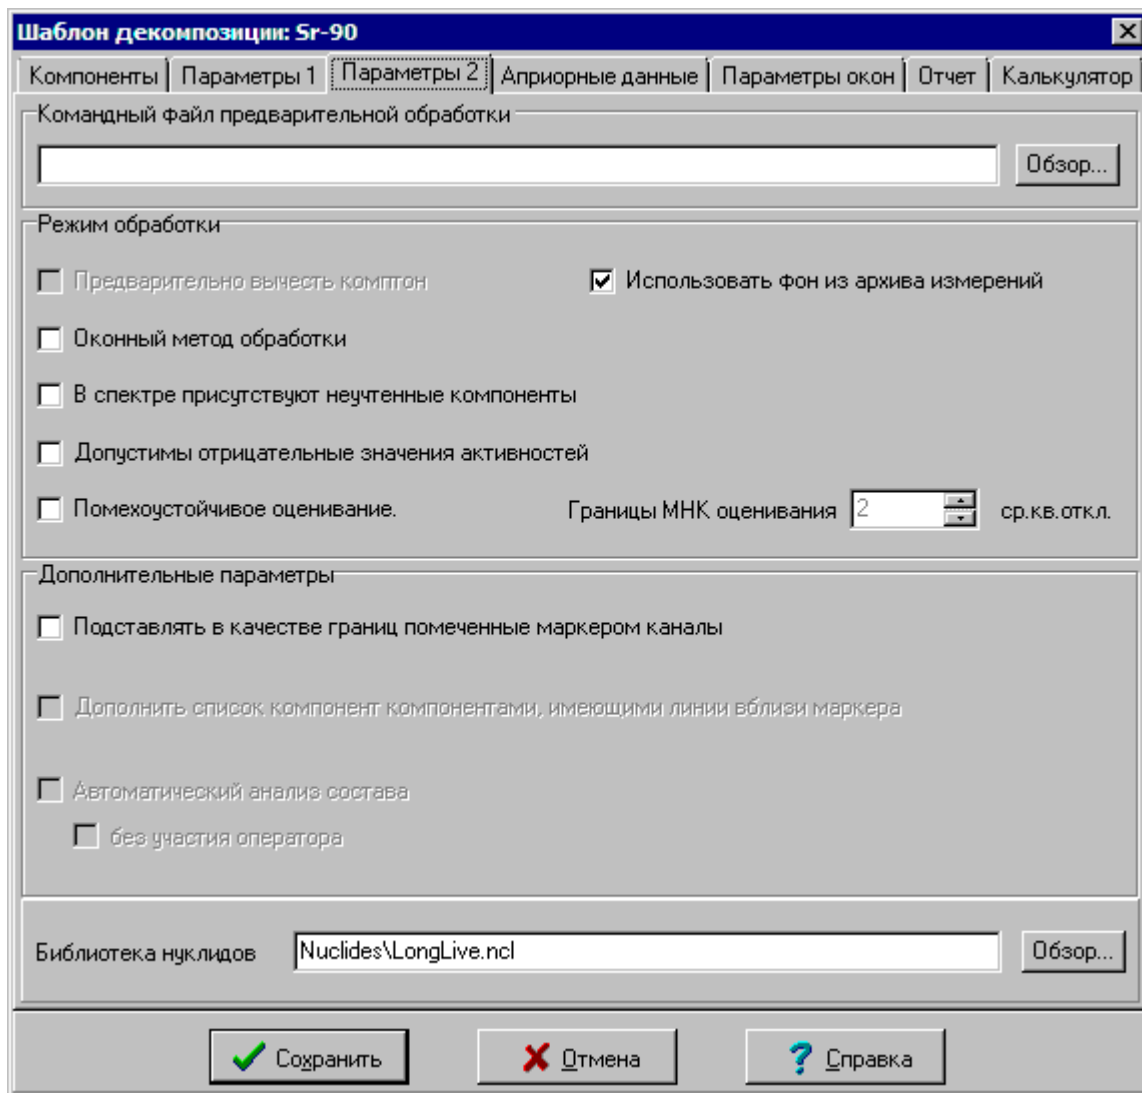 Шаблон декомпозиции: Sr-90
Компоненты Параметры 1 Параметры 2 Априорные данные Параметры окон Отчет Калькулятор
Командный файл предварительной обработки
Обзор...
Режим обработки
Предварительно вычесть комптон Использовать фон из архива измерений
Оконный метод обработки
В спектре присутствуют неучтенные компоненты
Допустимы отрицательные значения активностей
Помехоустойчивое оценивание. Границы МНК оценивания 2 ср.кв.откл.
Дополнительные параметры
Подставлять в качестве границ помеченные маркером каналы
Дополнить список компонент компонентами, имеющими линии вблизи маркера
Автоматический анализ состава
без участия оператора
Библиотека нуклидов Nuclides\LongLive.ncl Обзор...
Сохранить Отмена Справка